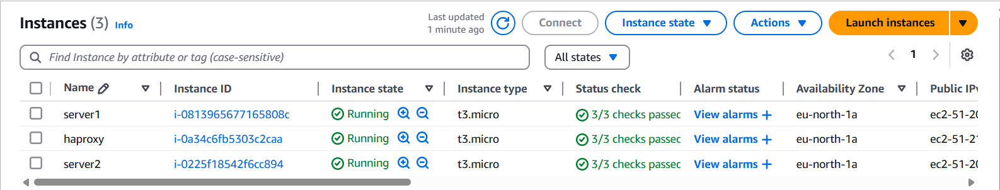 Instances (3) Info
Last updated
1 minute ago
Connect
Instance state
Actions
Launch instances
Find Instance by attribute or tag (case-sensitive)
All states
1
Name Instance ID Instance state Instance type Status check Alarm status Availability Zone Public IPv
server1 i-0813965677165808c Running t3.micro 3/3 checks passec View alarms + eu-north-1a ec2-51-20
haproxy i-0a34c6fb5303c2caa Running t3.micro 3/3 checks passec View alarms + eu-north-1a ec2-51-21
server2 i-0225f18542f6cc894 Running t3.micro 3/3 checks passec View alarms + eu-north-1a ec2-51-20